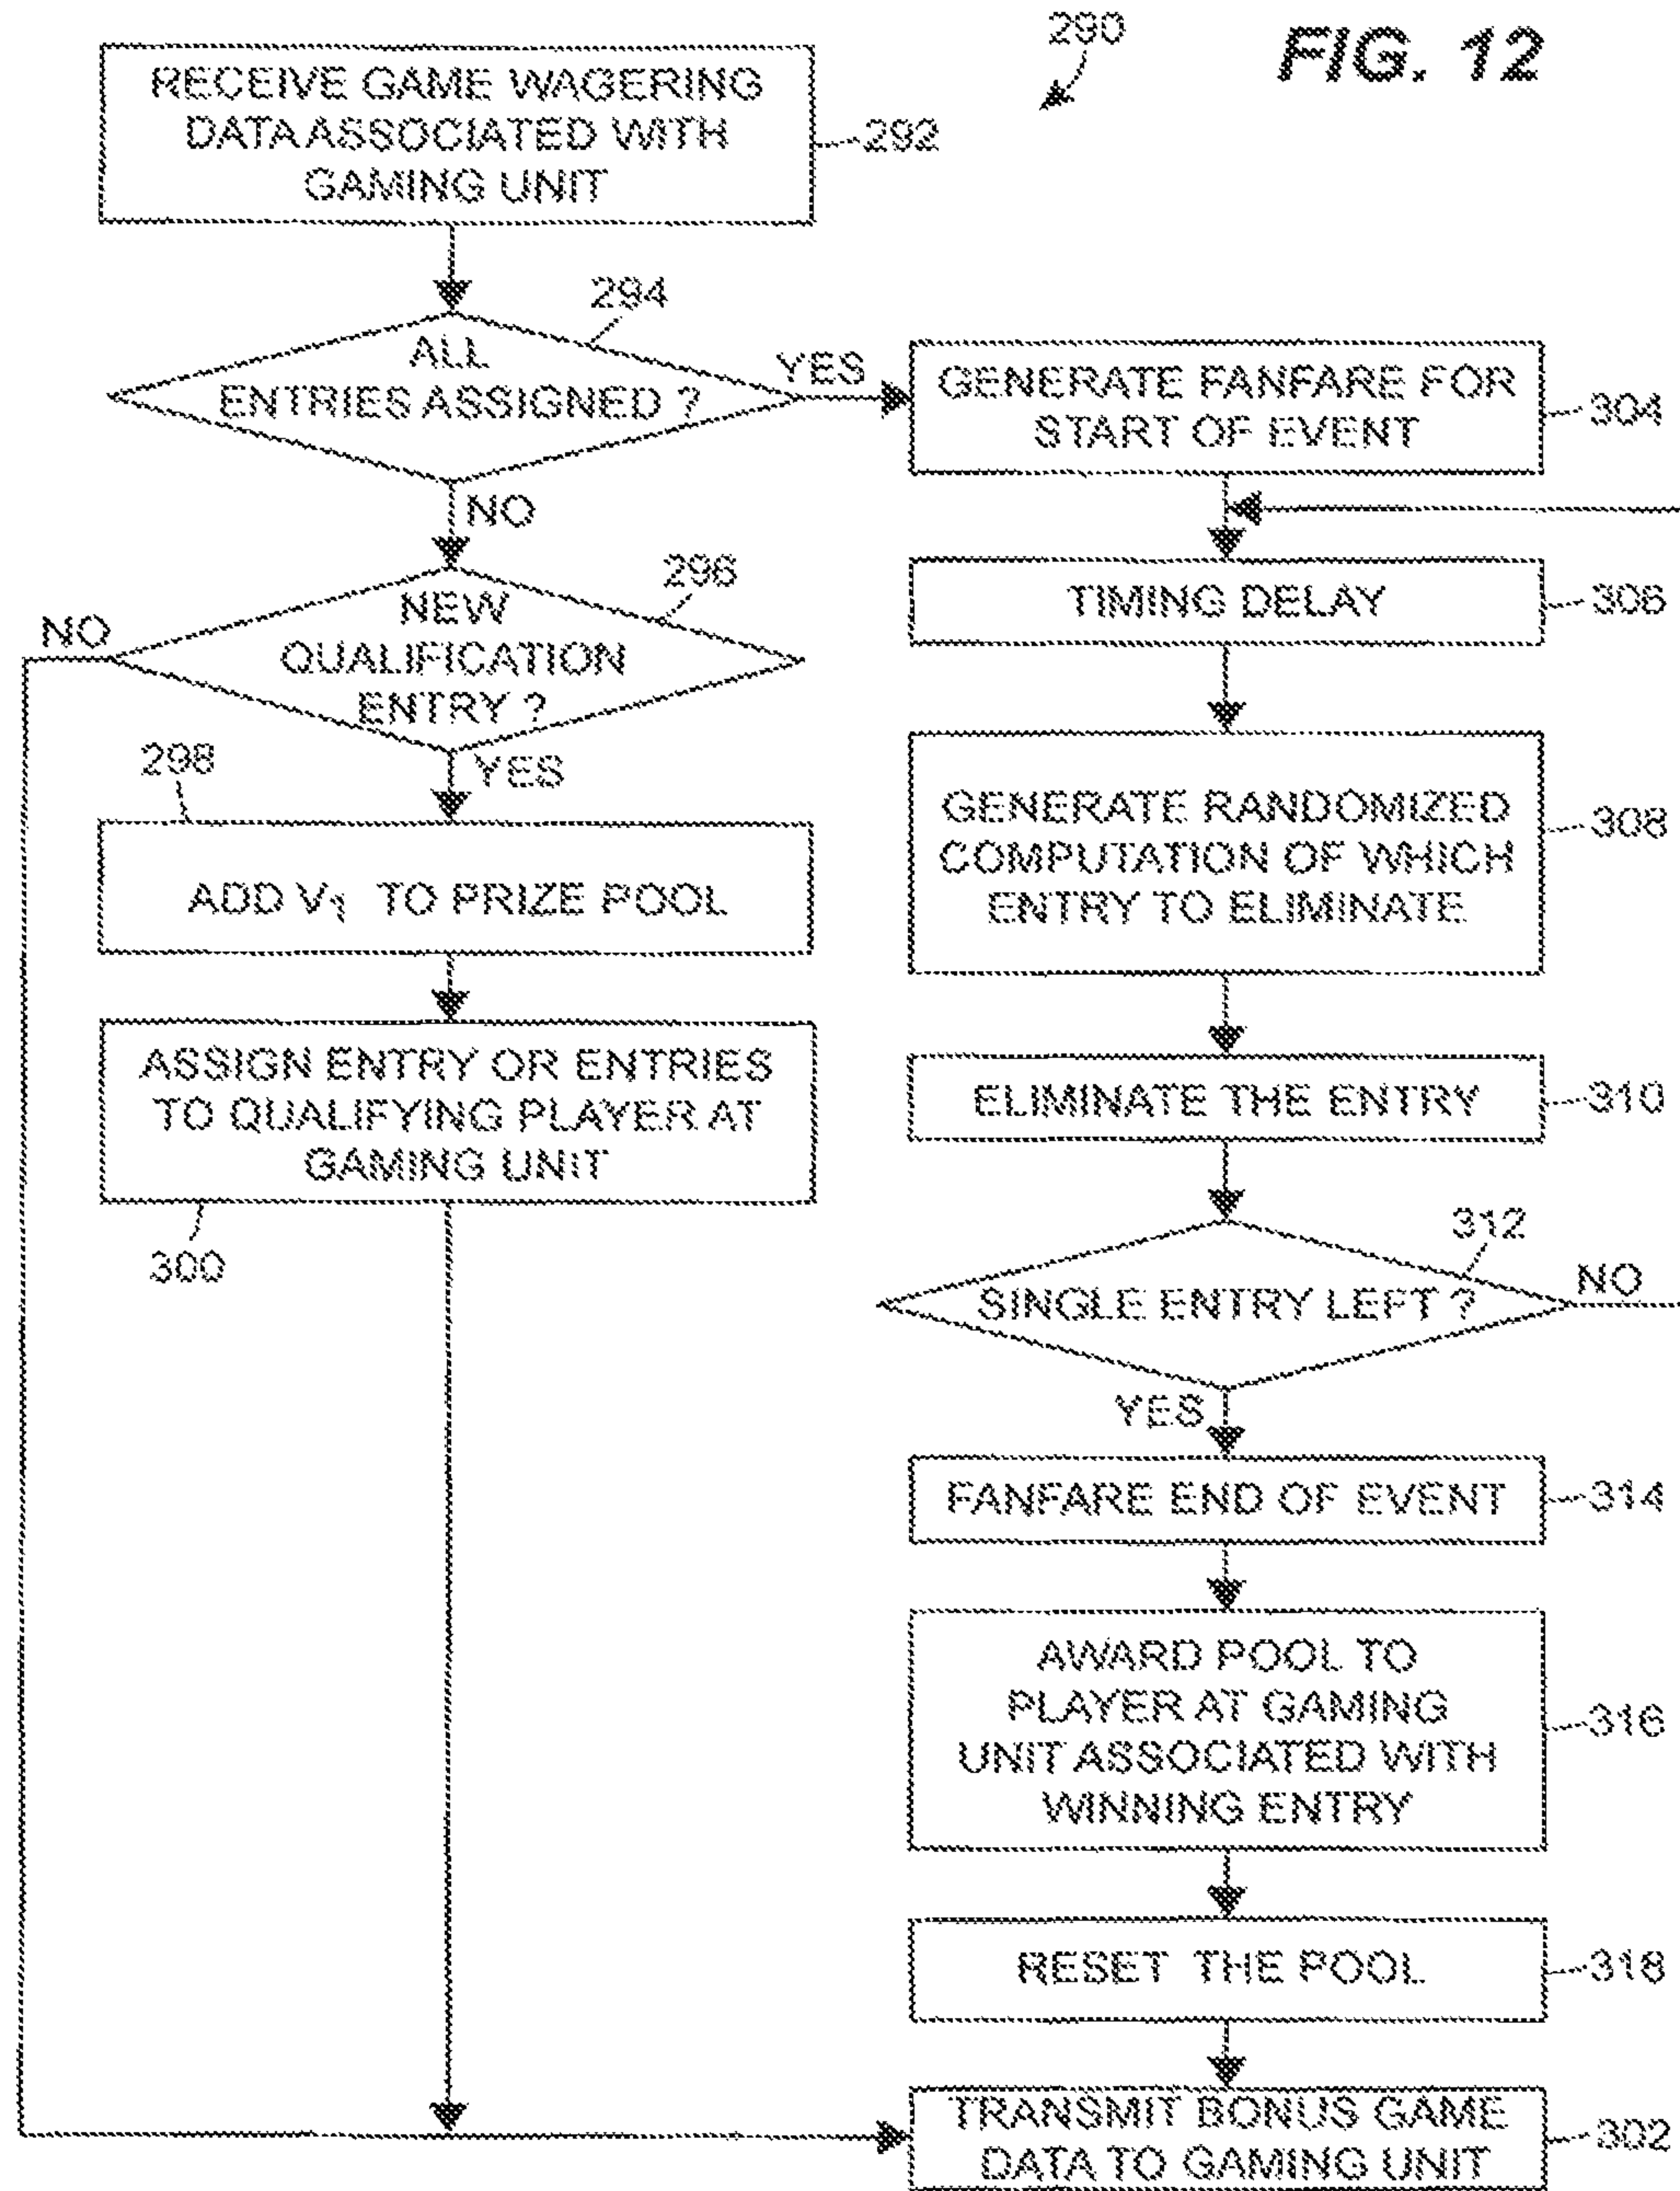 290
FIG. 12
RECEIVE GAME WAGERING
DATA ASSOCIATED WITH
GAMING UNIT
292
294
ALL
ENTRIES ASSIGNED ?
YES
NO
296
NEW
QUALIFICATION
ENTRY ?
NO
YES
298
ADD V₁ TO PRIZE POOL
ASSIGN ENTRY OR ENTRIES
TO QUALIFYING PLAYER AT
GAMING UNIT
300
GENERATE FANFARE FOR
START OF EVENT
304
TIMING DELAY
306
GENERATE RANDOMIZED
COMPUTATION OF WHICH
ENTRY TO ELIMINATE
308
ELIMINATE THE ENTRY
310
312
SINGLE ENTRY LEFT ?
NO
YES
FANFARE END OF EVENT
314
AWARD POOL TO
PLAYER AT GAMING
UNIT ASSOCIATED WITH
WINNING ENTRY
316
RESET THE POOL
318
TRANSMIT BONUS GAME
DATA TO GAMING UNIT
302